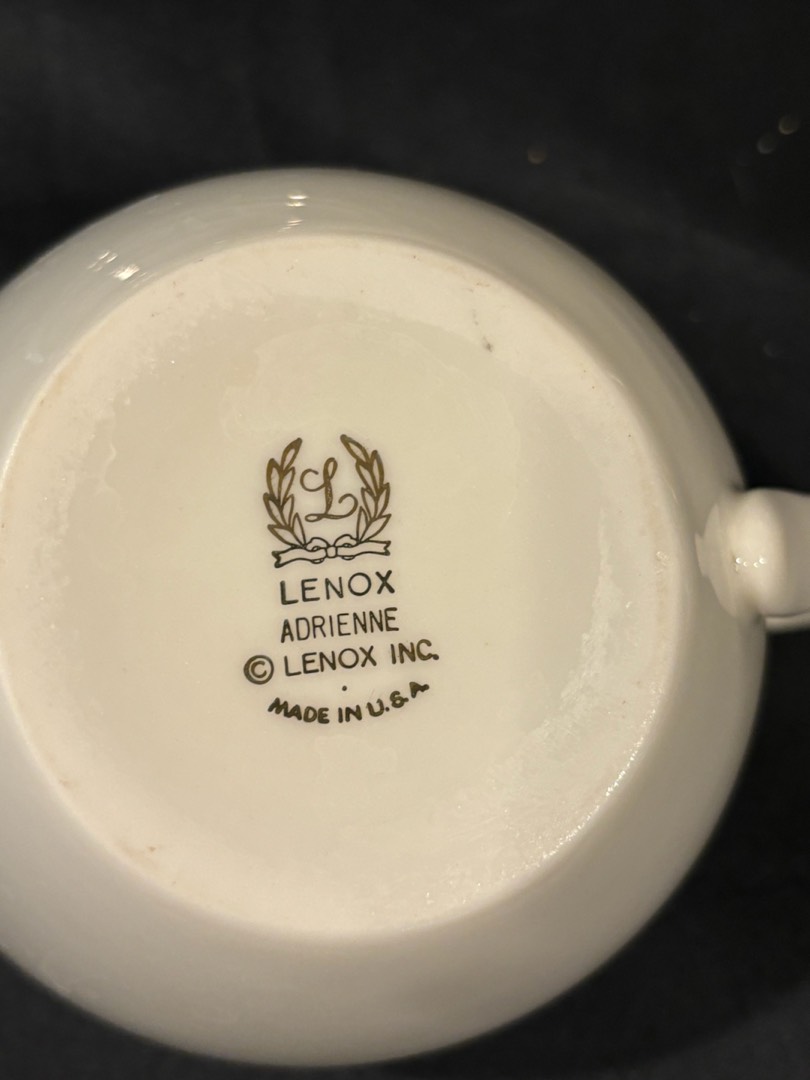 L
LENOX
ADRIENNE
© LENOX INC.
MADE IN U.S.A.